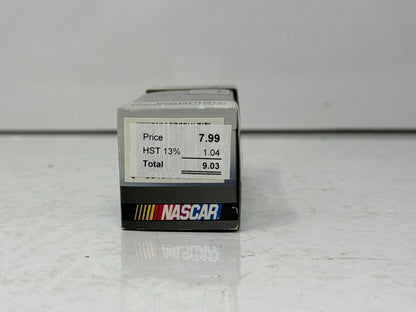 Price 7.99
HST 13% 1.04
Total 9.03
NASCAR